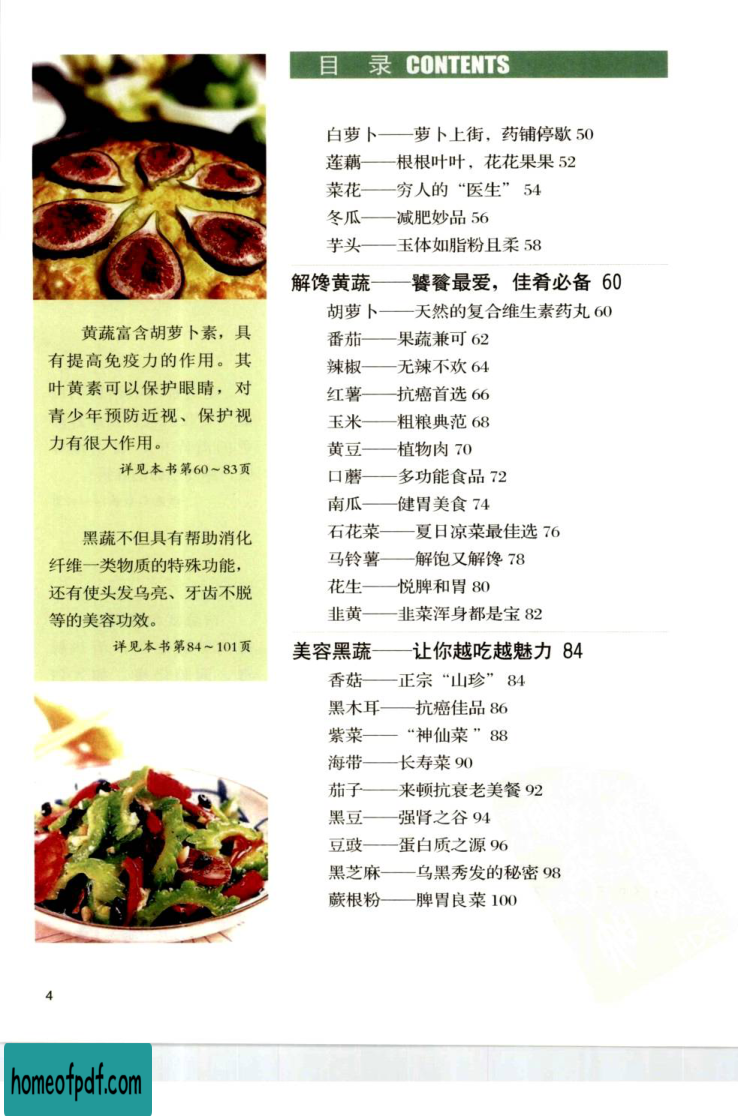 目 录 CONTENTS
白萝卜——萝卜上街，药铺停歇 50
莲藕——根根叶叶，花花果果 52
菜花——穷人的“医生” 54
冬瓜——减肥妙品 56
芋头——玉体如脂粉且柔 58
解馋黄蔬——饕餮最爱，佳肴必备 60
胡萝卜——天然的复合维生素药丸 60
番茄——果蔬兼可 62
辣椒——无辣不欢 64
红薯——抗癌首选 66
玉米——粗粮典范 68
黄豆——植物肉 70
口蘑——多功能食品 72
南瓜——健胃美食 74
石花菜——夏日凉菜最佳选 76
马铃薯——解饱又解馋 78
花生——悦脾和胃 80
韭黄——韭菜浑身都是宝 82
美容黑蔬——让你越吃越魅力 84
香菇——正宗“山珍” 84
黑木耳——抗癌佳品 86
紫菜——“神仙菜 ” 88
海带——长寿菜 90
茄子——来顿抗衰老美餐 92
黑豆——强肾之谷 94
豆豉——蛋白质之源 96
黑芝麻——乌黑秀发的秘密 98
蕨根粉——脾胃良菜 100
黄蔬富含胡萝卜素，具
有提高免疫力的作用。其
叶黄素可以保护眼睛，对
青少年预防近视、保护视
力有很大作用。
详见本书第60～83页
黑蔬不但具有帮助消化
纤维一类物质的特殊功能，
还有使头发乌亮、牙齿不脱
等的美容功效。
详见本书第84～101页
4
homeofpdf.com